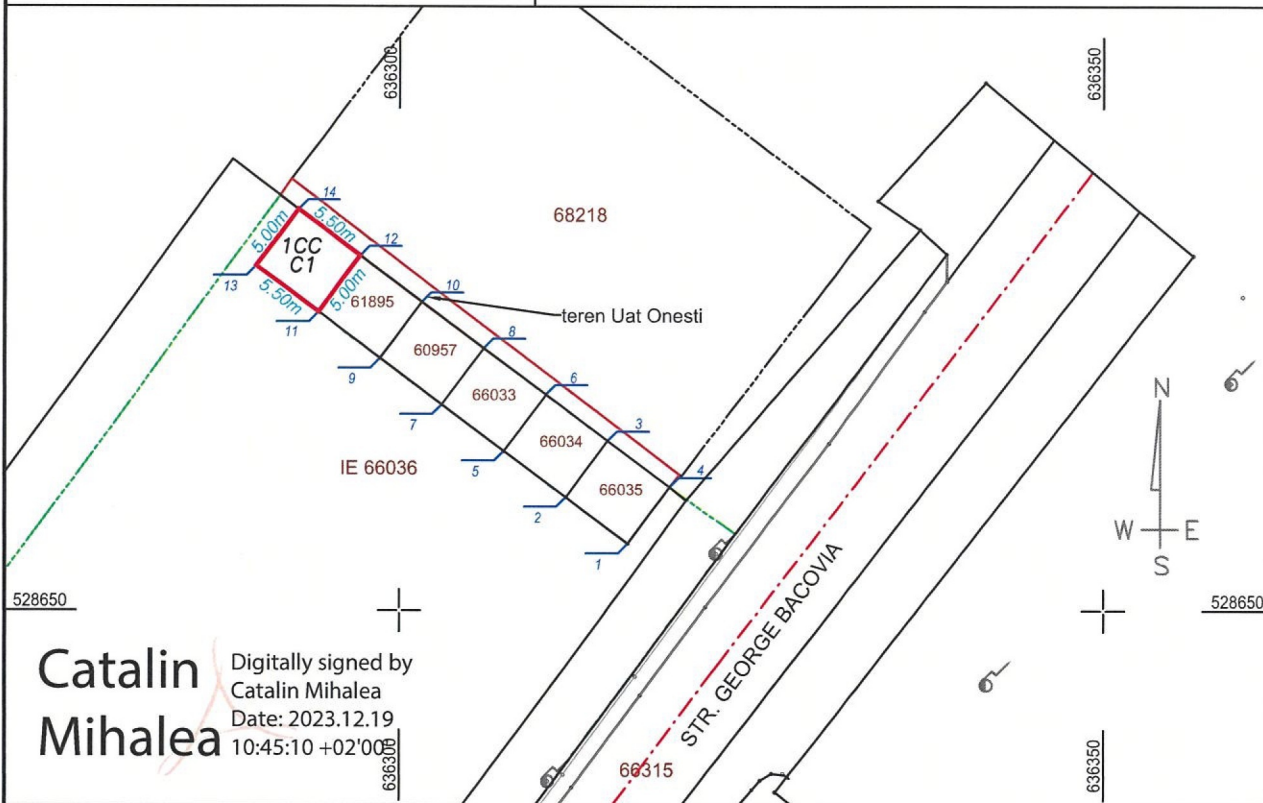 636300
636350
14
5.50m
5.00m
1CC
C1
12
13
5.50m
5.00m
68218
61895
10
teren Uat Onesti
11
8
60957
9
6
66033
7
3
66034
IE 66036
5
4
66035
2
1
N
W
E
S
528650
528650
STR. GEORGE BACOVIA
66315
636300
636350
Catalin
Mihalea
Digitally signed by
Catalin Mihalea
Date: 2023.12.19
10:45:10 +02'00'